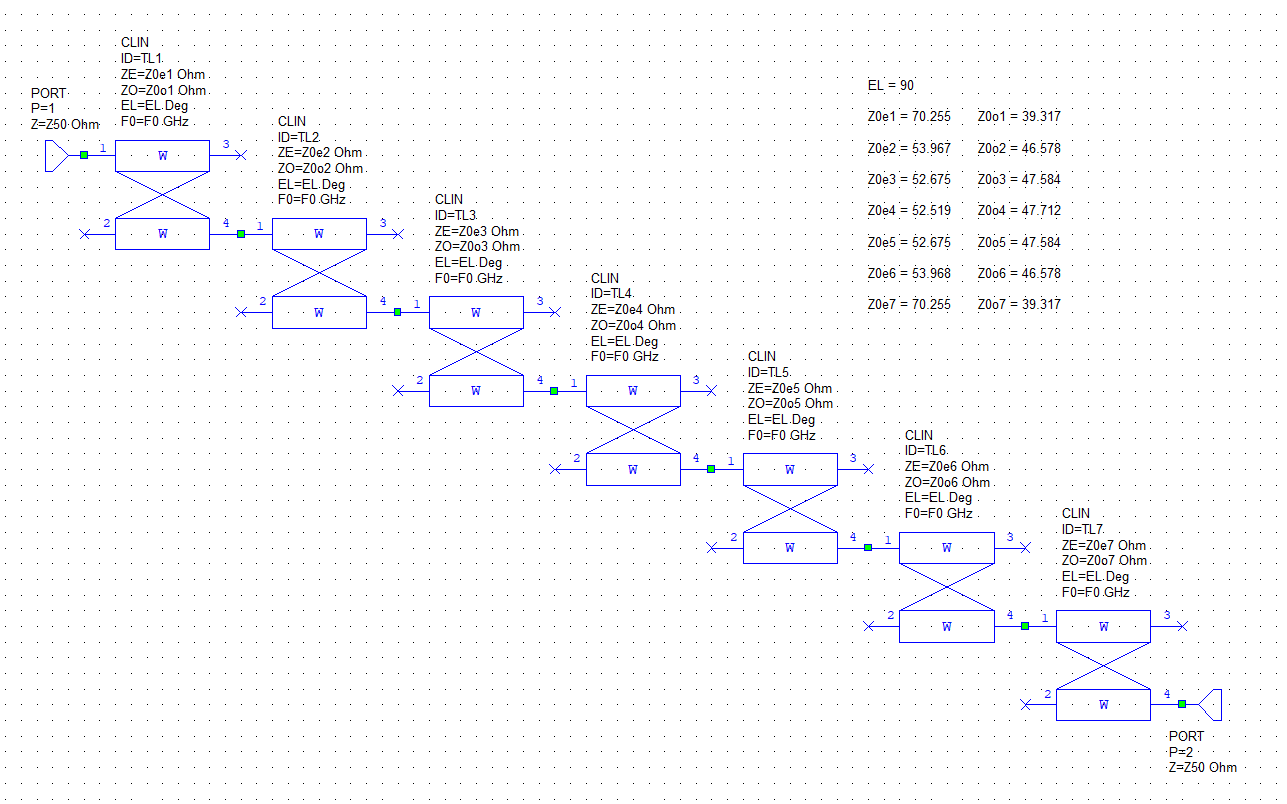 CLIN
ID=TL1
ZE=Z0e1 Ohm
ZO=Z0o1 Ohm
EL=EL Deg
F0=F0 GHz
PORT
P=1
Z=Z50 Ohm
1 W 3
2 W 4
CLIN
ID=TL2
ZE=Z0e2 Ohm
ZO=Z0o2 Ohm
EL=EL Deg
F0=F0 GHz
1 W 3
2 W 4
CLIN
ID=TL3
ZE=Z0e3 Ohm
ZO=Z0o3 Ohm
EL=EL Deg
F0=F0 GHz
1 W 3
2 W 4
CLIN
ID=TL4
ZE=Z0e4 Ohm
ZO=Z0o4 Ohm
EL=EL Deg
F0=F0 GHz
1 W 3
2 W 4
CLIN
ID=TL5
ZE=Z0e5 Ohm
ZO=Z0o5 Ohm
EL=EL Deg
F0=F0 GHz
1 W 3
2 W 4
CLIN
ID=TL6
ZE=Z0e6 Ohm
ZO=Z0o6 Ohm
EL=EL Deg
F0=F0 GHz
1 W 3
2 W 4
CLIN
ID=TL7
ZE=Z0e7 Ohm
ZO=Z0o7 Ohm
EL=EL Deg
F0=F0 GHz
1 W 3
2 W 4
PORT
P=2
Z=Z50 Ohm
EL = 90
Z0e1 = 70.255 Z0o1 = 39.317
Z0e2 = 53.967 Z0o2 = 46.578
Z0e3 = 52.675 Z0o3 = 47.584
Z0e4 = 52.519 Z0o4 = 47.712
Z0e5 = 52.675 Z0o5 = 47.584
Z0e6 = 53.968 Z0o6 = 46.578
Z0e7 = 70.255 Z0o7 = 39.317